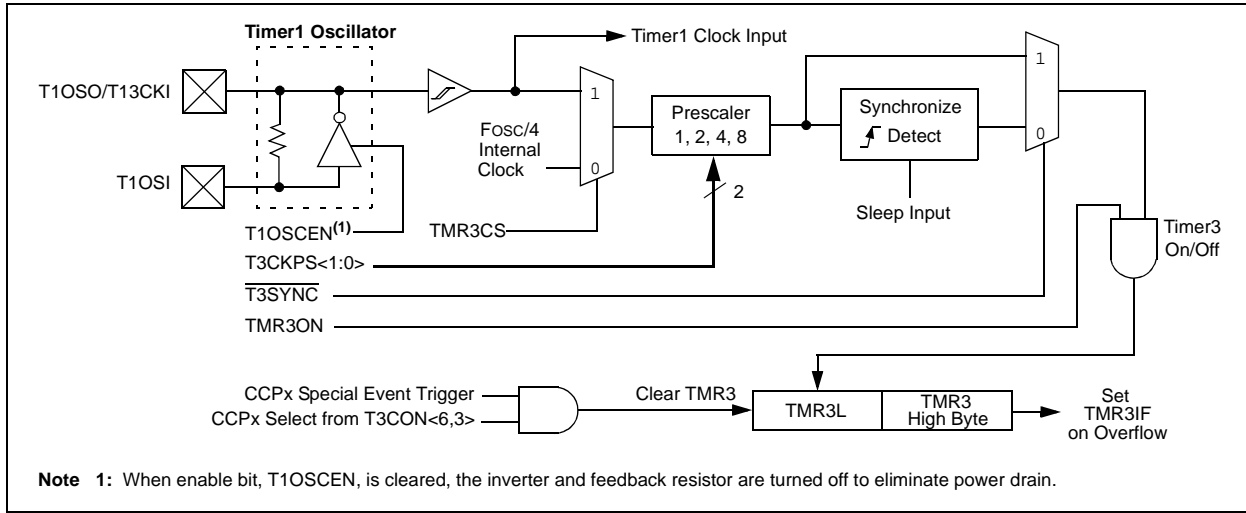 Timer1 Oscillator
Timer1 Clock Input
T1OSO/T13CKI
1
FOSC/4
Internal
Clock
0
Prescaler
1, 2, 4, 8
Synchronize
Detect
1
0
T1OSI
2
Sleep Input
T1OSCEN(1)
TMR3CS
Timer3
On/Off
T3CKPS<1:0>
T3SYNC
TMR3ON
CCPx Special Event Trigger
CCPx Select from T3CON<6,3>
Clear TMR3
TMR3L
TMR3
High Byte
Set
TMR3IF
on Overflow
Note 1: When enable bit, T1OSCEN, is cleared, the inverter and feedback resistor are turned off to eliminate power drain.